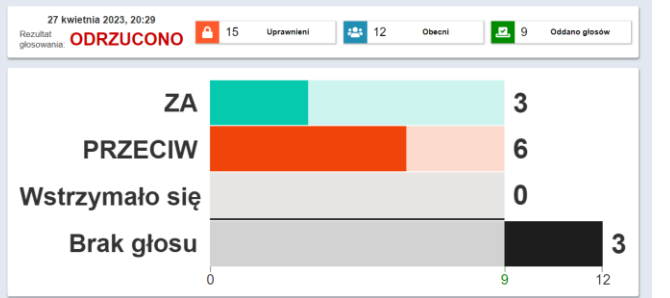 27 kwietnia 2023, 20:29
Rezultat głosowania: ODRZUCONO
15 Uprawnieni
12 Obecni
9 Oddano głosów
ZA 3
PRZECIW 6
Wstrzymało się 0
Brak głosu 3
0 9 12